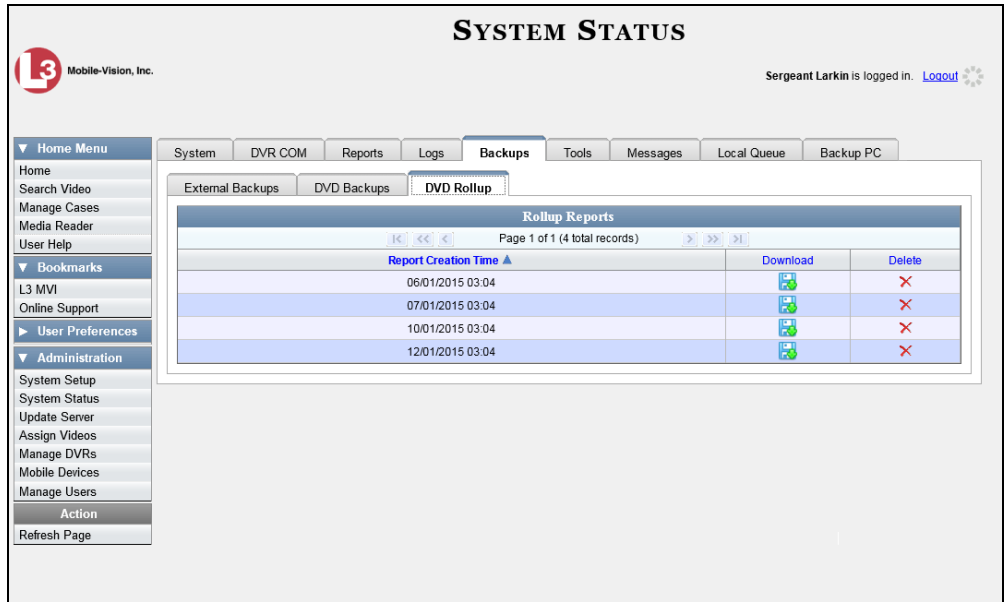 SYSTEM STATUS
L3 Mobile-Vision, Inc.
Sergeant Larkin is logged in. Logout
Home Menu
Home
Search Video
Manage Cases
Media Reader
User Help
Bookmarks
L3 MVI
Online Support
User Preferences
Administration
System Setup
System Status
Update Server
Assign Videos
Manage DVRs
Mobile Devices
Manage Users
Action
Refresh Page
System DVR COM Reports Logs Backups Tools Messages Local Queue Backup PC
External Backups DVD Backups DVD Rollup
Rollup Reports
Page 1 of 1 (4 total records)
Report Creation Time Download Delete
06/01/2015 03:04
07/01/2015 03:04
10/01/2015 03:04
12/01/2015 03:04